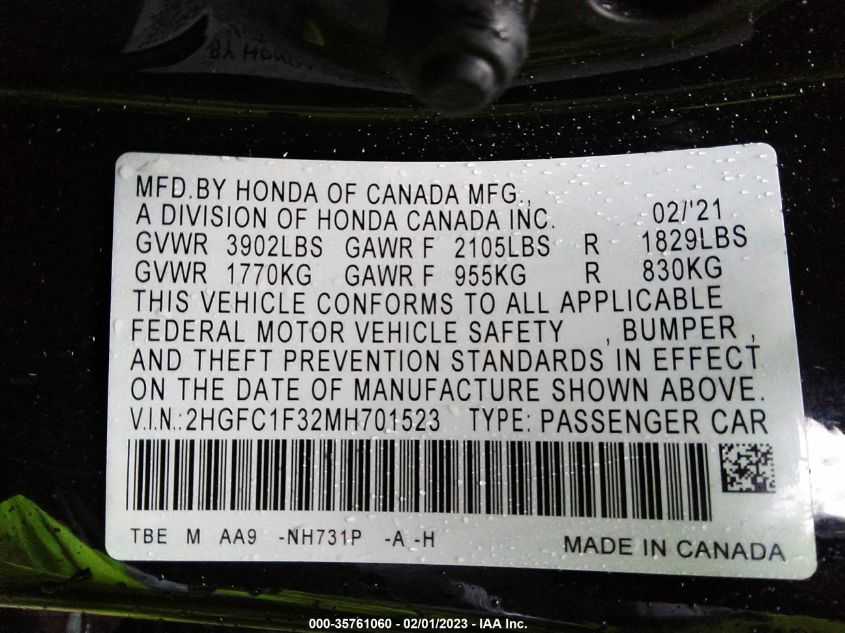 BY HOND
MFD.BY HONDA OF CANADA MFG.,
A DIVISION OF HONDA CANADA INC. 02/'21
GVWR 3902LBS GAWR F 2105LBS R 1829LBS
GVWR 1770KG GAWR F 955KG R 830KG
THIS VEHICLE CONFORMS TO ALL APPLICABLE
FEDERAL MOTOR VEHICLE SAFETY , BUMPER ,
AND THEFT PREVENTION STANDARDS IN EFFECT
ON THE DATE OF MANUFACTURE SHOWN ABOVE.
V.I.N.:2HGFC1F32MH701523 TYPE: PASSENGER CAR
TBE M AA9 -NH731P -A -H
MADE IN CANADA
000-35761060 - 02/01/2023 - IAA Inc.